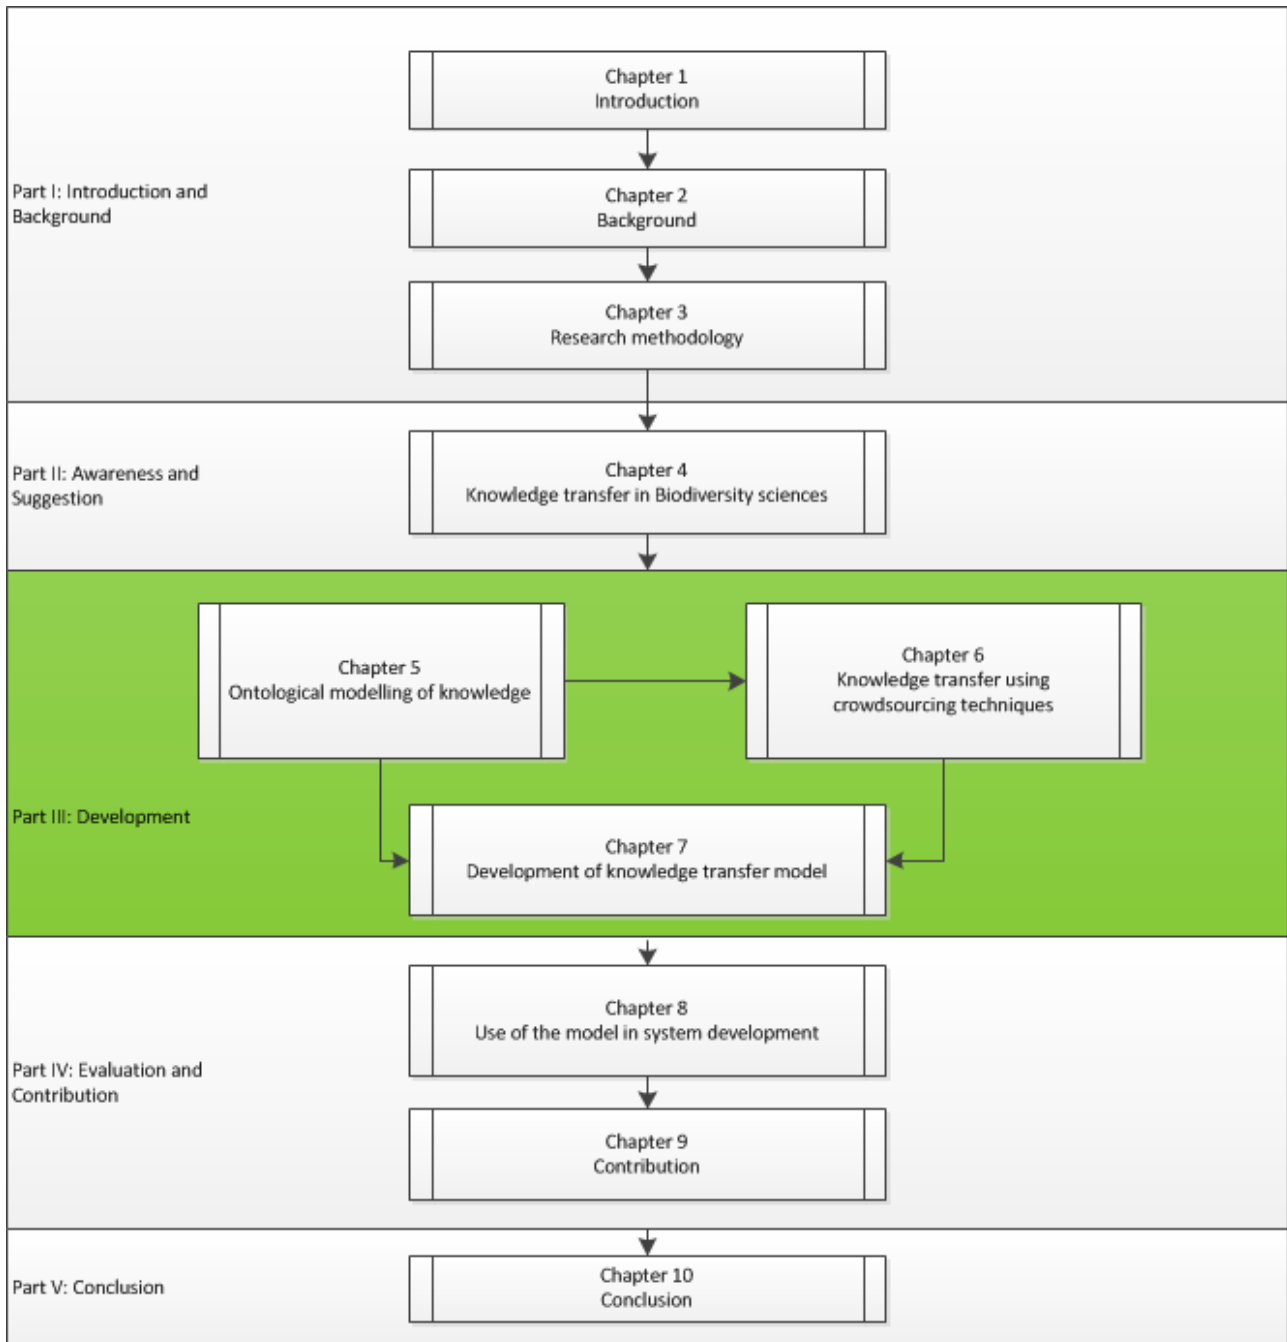 Chapter 1
Introduction
Part I: Introduction and
Background
Chapter 2
Background
Chapter 3
Research methodology
Part II: Awareness and
Suggestion
Chapter 4
Knowledge transfer in Biodiversity sciences
Part III: Development
Chapter 5
Ontological modelling of knowledge
Chapter 6
Knowledge transfer using
crowdsourcing techniques
Chapter 7
Development of knowledge transfer model
Part IV: Evaluation and
Contribution
Chapter 8
Use of the model in system development
Chapter 9
Contribution
Part V: Conclusion
Chapter 10
Conclusion